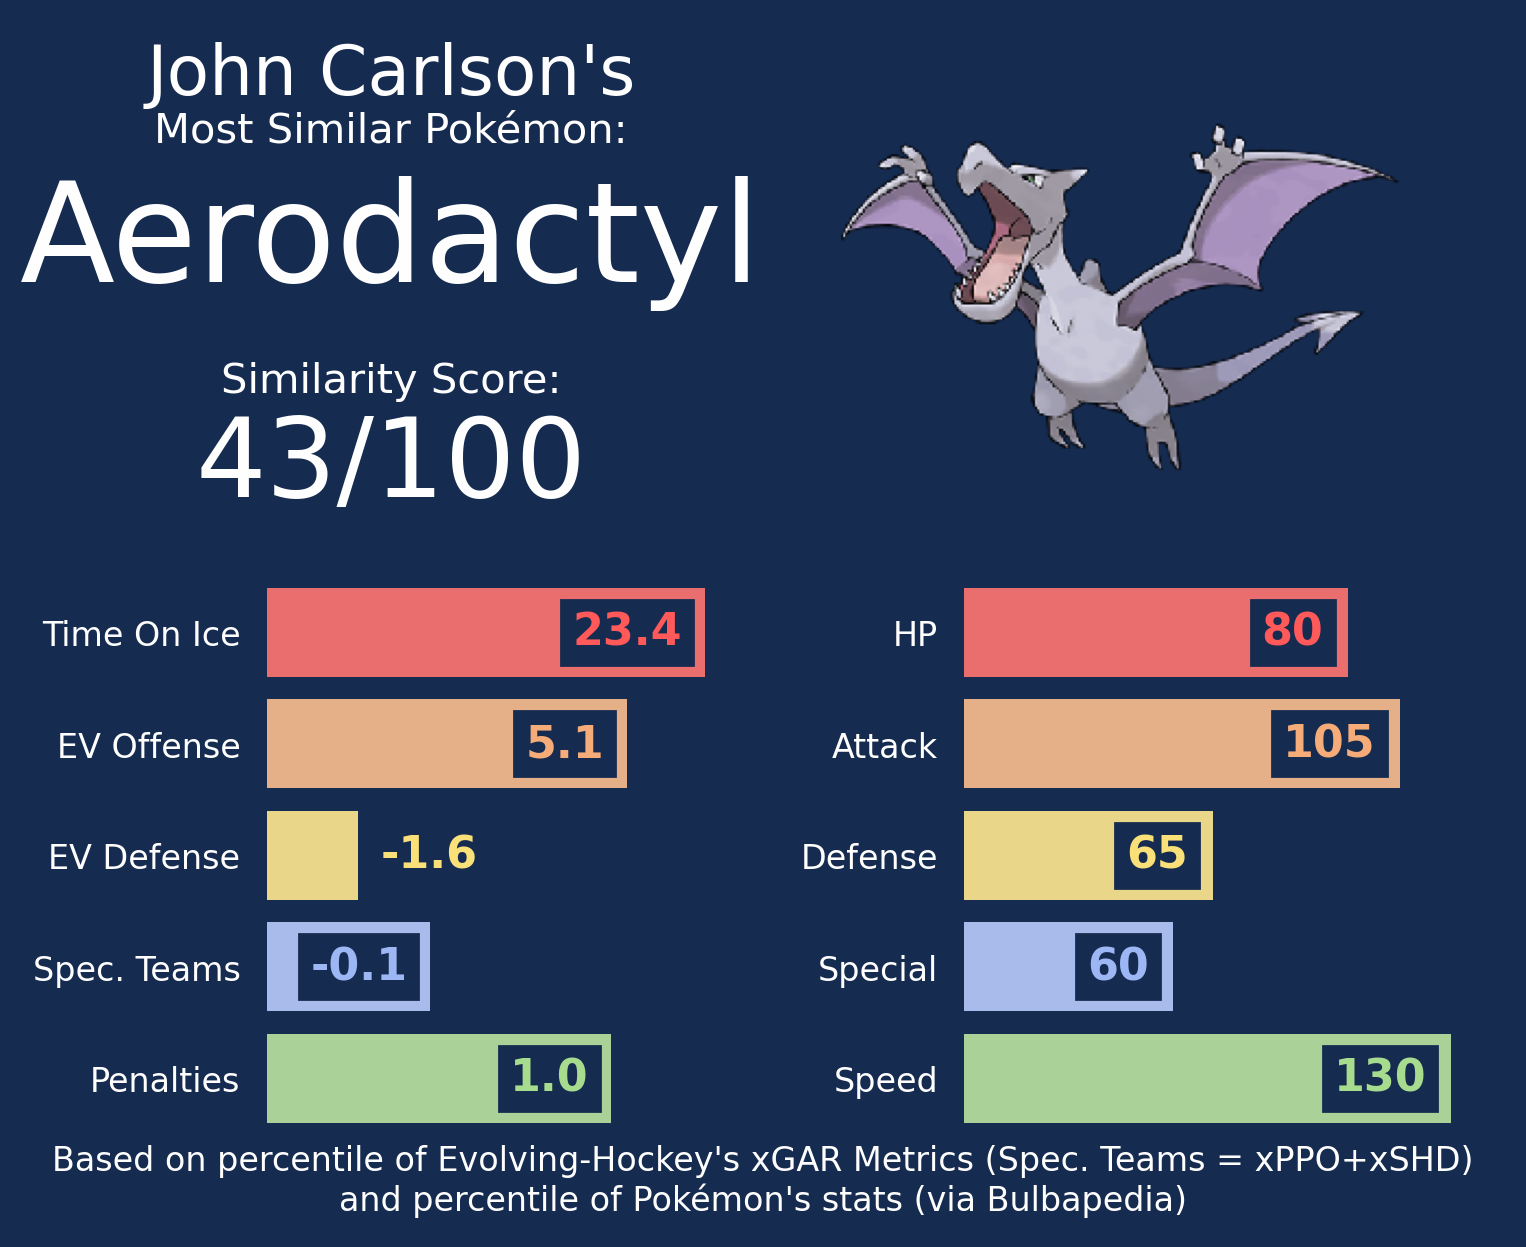 John Carlson's
Most Similar Pokémon:
Aerodactyl
Similarity Score:
43/100
Time On Ice 23.4
EV Offense 5.1
EV Defense -1.6
Spec. Teams -0.1
Penalties 1.0
HP 80
Attack 105
Defense 65
Special 60
Speed 130
Based on percentile of Evolving-Hockey's xGAR Metrics (Spec. Teams = xPPO+xSHD)
and percentile of Pokémon's stats (via Bulbapedia)